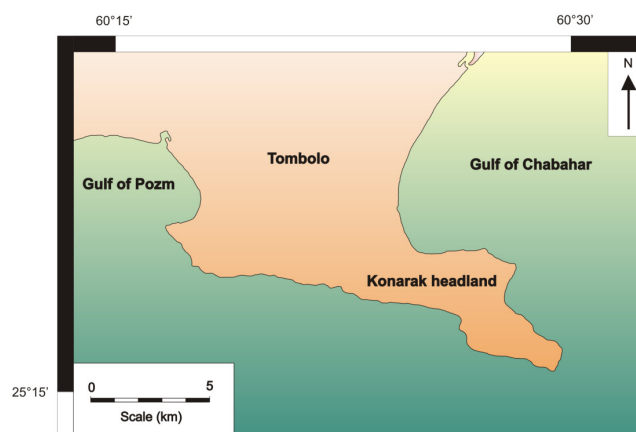 60°15’
60°30’
N
Tombolo
Gulf of Chabahar
Gulf of Pozm
Konarak headland
0 5
25°15’
Scale (km)